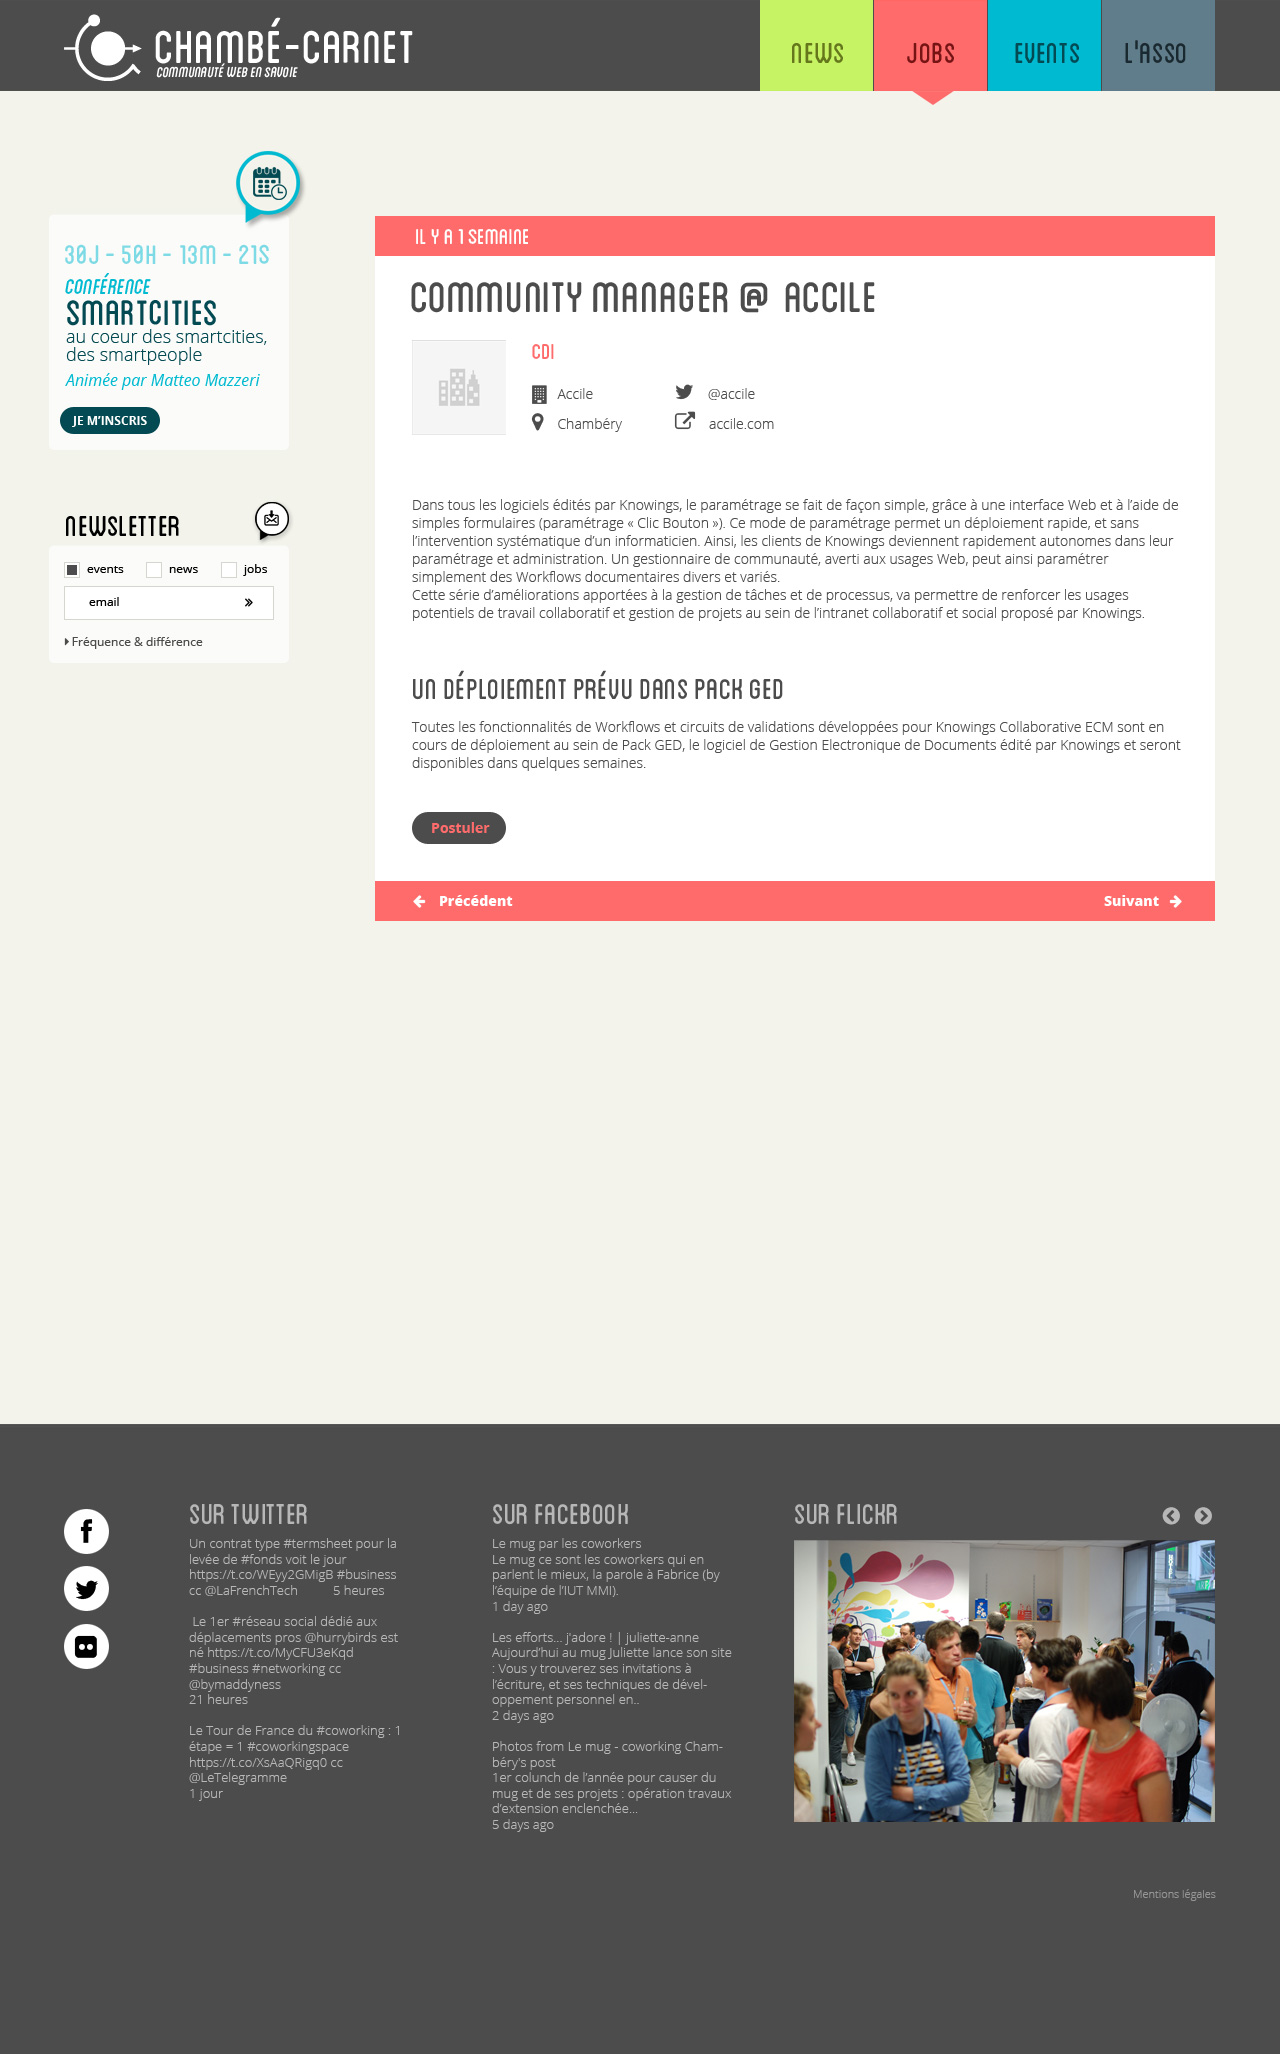 CHAMBÉ-CARNET
COMMUNAUTÉ WEB EN SAVOIE
NEWS
JOBS
EVENTS
L'ASSO
30J - 50H - 13M - 21S
CONFÉRENCE
SMARTCITIES
au coeur des smartcities,
des smartpeople
Animée par Matteo Mazzeri
JE M'INSCRIS
NEWSLETTER
events
news
jobs
email
Fréquence & différence
IL Y A 1 SEMAINE
COMMUNITY MANAGER @ ACCILE
CDI
Accile
@accile
Chambéry
accile.com
Dans tous les logiciels édités par Knowings, le paramétrage se fait de façon simple, grâce à une interface Web et à l’aide de
simples formulaires (paramétrage « Clic Bouton »). Ce mode de paramétrage permet un déploiement rapide, et sans
l’intervention systématique d’un informaticien. Ainsi, les clients de Knowings deviennent rapidement autonomes dans leur
paramétrage et administration. Un gestionnaire de communauté, averti aux usages Web, peut ainsi paramétrer
simplement des Workflows documentaires divers et variés.
Cette série d’améliorations apportées à la gestion de tâches et de processus, va permettre de renforcer les usages
potentiels de travail collaboratif et gestion de projets au sein de l’intranet collaboratif et social proposé par Knowings.
UN DÉPLOIEMENT PRÉVU DANS PACK GED
Toutes les fonctionnalités de Workflows et circuits de validations développées pour Knowings Collaborative ECM sont en
cours de déploiement au sein de Pack GED, le logiciel de Gestion Electronique de Documents édité par Knowings et seront
disponibles dans quelques semaines.
Postuler
Précédent
Suivant
SUR TWITTER
Un contrat type #termsheet pour la
levée de #fonds voit le jour
https://t.co/WEyy2GMigB #business
cc @LaFrenchTech 5 heures
Le 1er #réseau social dédié aux
déplacements pros @hurrybirds est
né https://t.co/MyCFU3eKqd
#business #networking cc
@bymaddyness
21 heures
Le Tour de France du #coworking : 1
étape = 1 #coworkingspace
https://t.co/XsAaQRigq0 cc
@LeTelegramme
1 jour
SUR FACEBOOK
Le mug par les coworkers
Le mug ce sont les coworkers qui en
parlent le mieux, la parole à Fabrice (by
l’équipe de l’IUT MMI).
1 day ago
Les efforts... j'adore ! | juliette-anne
Aujourd’hui au mug Juliette lance son site
: Vous y trouverez ses invitations à
l’écriture, et ses techniques de dével-
oppement personnel en..
2 days ago
Photos from Le mug - coworking Cham-
béry's post
1er colunch de l’année pour causer du
mug et de ses projets : opération travaux
d’extension enclenchée...
5 days ago
SUR FLICKR
Mentions légales